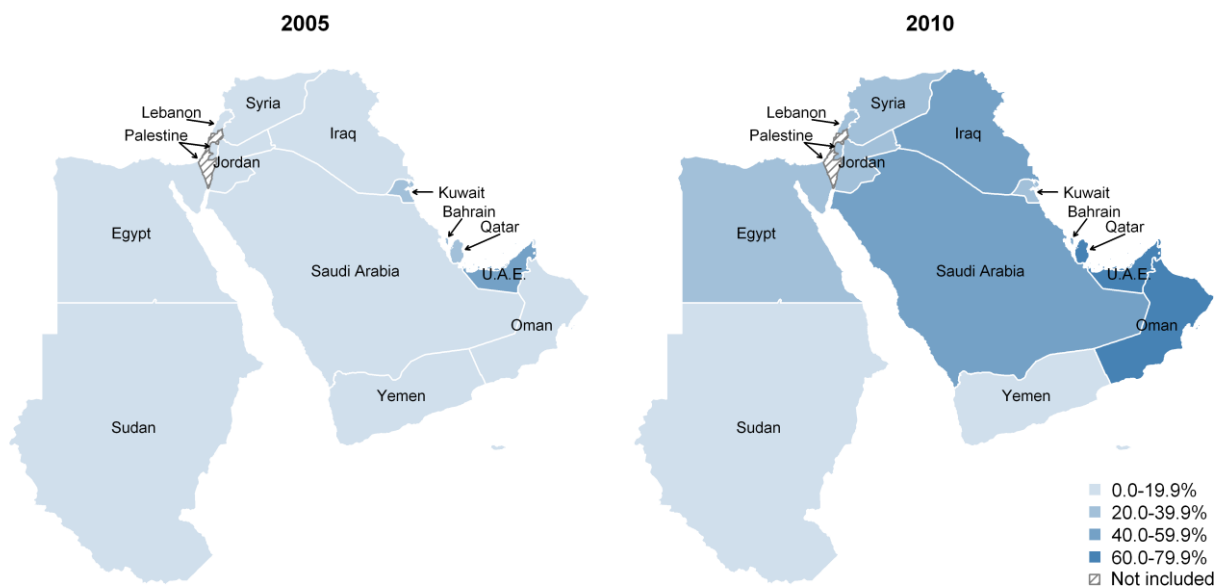 2005
2010
Lebanon
Syria
Palestine
Iraq
Jordan
Kuwait
Bahrain
Qatar
Egypt
Saudi Arabia
U.A.E.
Oman
Yemen
Sudan
Lebanon
Syria
Palestine
Iraq
Jordan
Kuwait
Bahrain
Qatar
Egypt
Saudi Arabia
U.A.E.
Oman
Yemen
Sudan
0.0-19.9%
20.0-39.9%
40.0-59.9%
60.0-79.9%
Not included